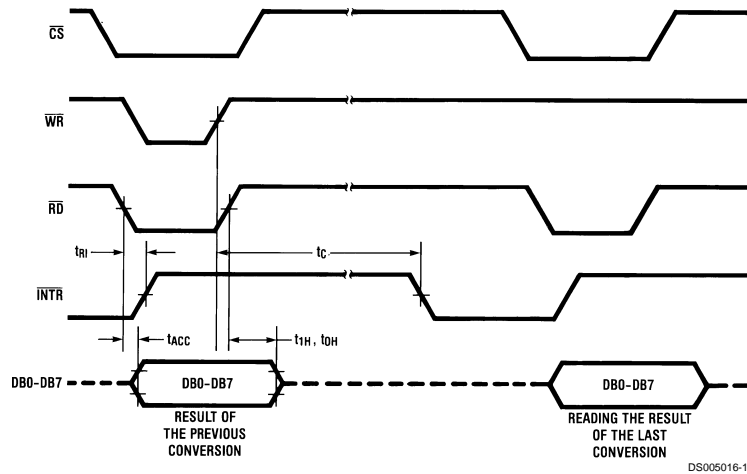 CS
WR
RD
tRI
tC
INTR
tACC
t1H, t0H
DB0-DB7
DB0-DB7
DB0-DB7
RESULT OF
THE PREVIOUS
CONVERSION
READING THE RESULT
OF THE LAST
CONVERSION
DS005016-1